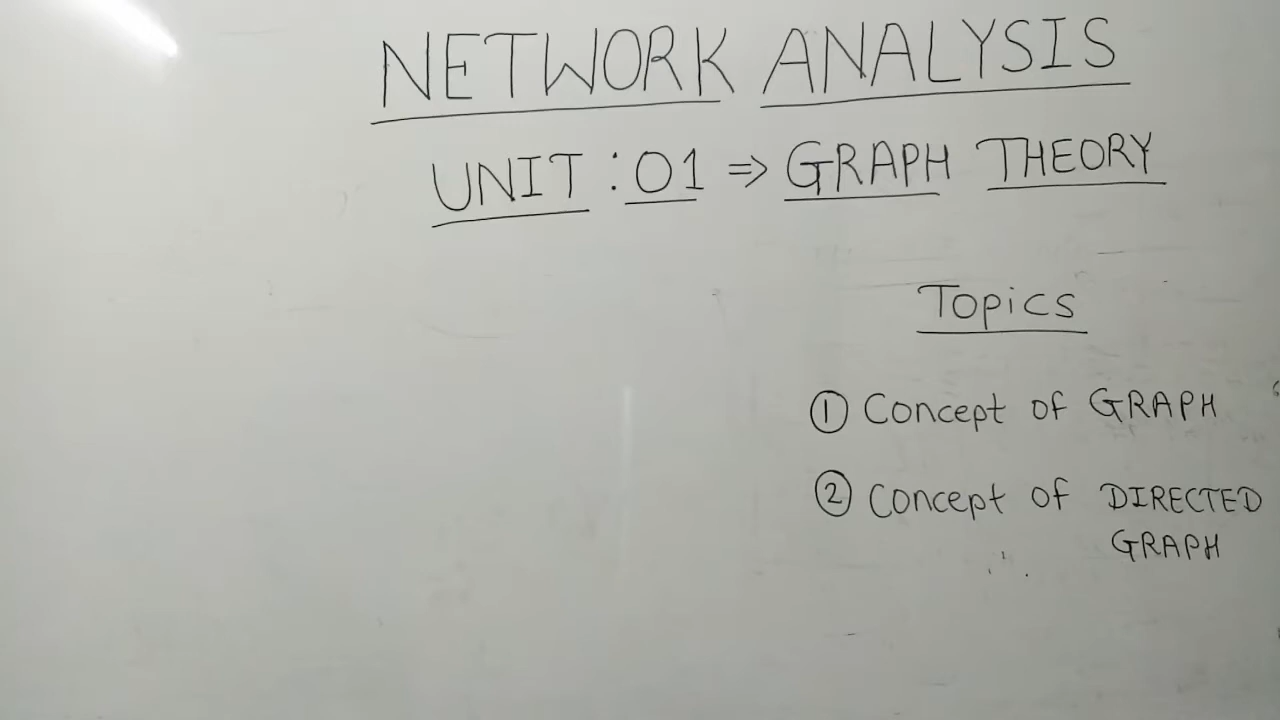 NETWORK ANALYSIS
UNIT : 01 ⇒ GRAPH THEORY
Topics
① Concept of GRAPH
② Concept of DIRECTED
GRAPH